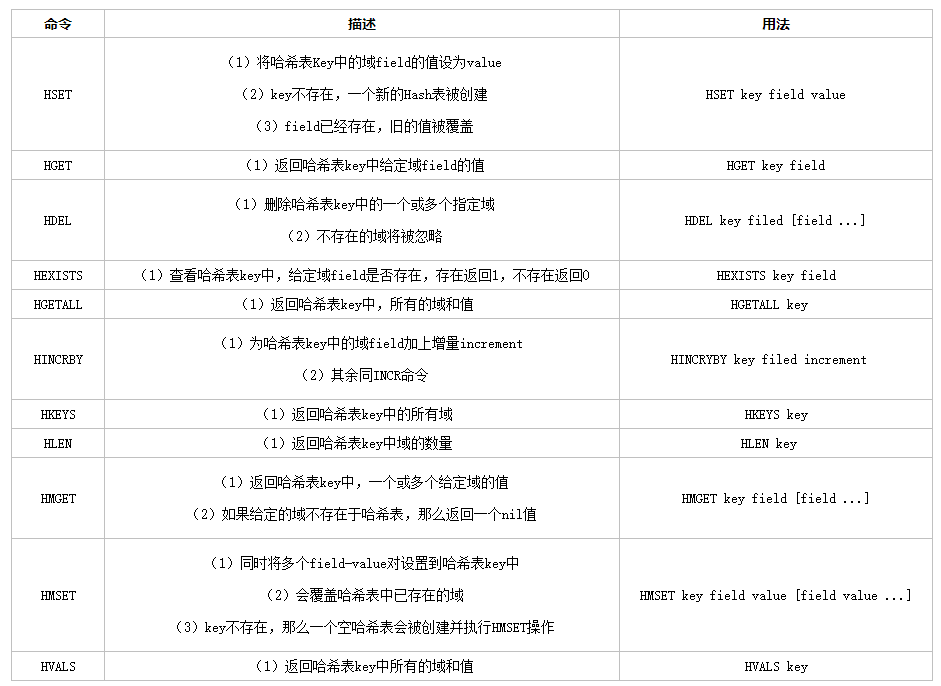 命令 描述 用法
（1）将哈希表Key中的域field的值设为value
HSET （2）key不存在，一个新的Hash表被创建 HSET key field value
（3）field已经存在，旧的值被覆盖
HGET （1）返回哈希表key中给定域field的值 HGET key field
（1）删除哈希表key中的一个或多个指定域
HDEL HDEL key filed [field ...]
（2）不存在的域将被忽略
HEXISTS （1）查看哈希表key中，给定域field是否存在，存在返回1，不存在返回0 HEXISTS key field
HGETALL （1）返回哈希表key中，所有的域和值 HGETALL key
（1）为哈希表key中的域field加上增量increment
HINCRBY HINCRYBY key filed increment
（2）其余同INCR命令
HKEYS （1）返回哈希表key中的所有域 HKEYS key
HLEN （1）返回哈希表key中域的数量 HLEN key
（1）返回哈希表key中，一个或多个给定域的值
HMGET HMGET key field [field ...]
（2）如果给定的域不存在于哈希表，那么返回一个nil值
（1）同时将多个field-value对设置到哈希表key中
HMSET （2）会覆盖哈希表中已存在的域 HMSET key field value [field value ...]
（3）key不存在，那么一个空哈希表会被创建并执行HMSET操作
HVALS （1）返回哈希表key中所有的域和值 HVALS key